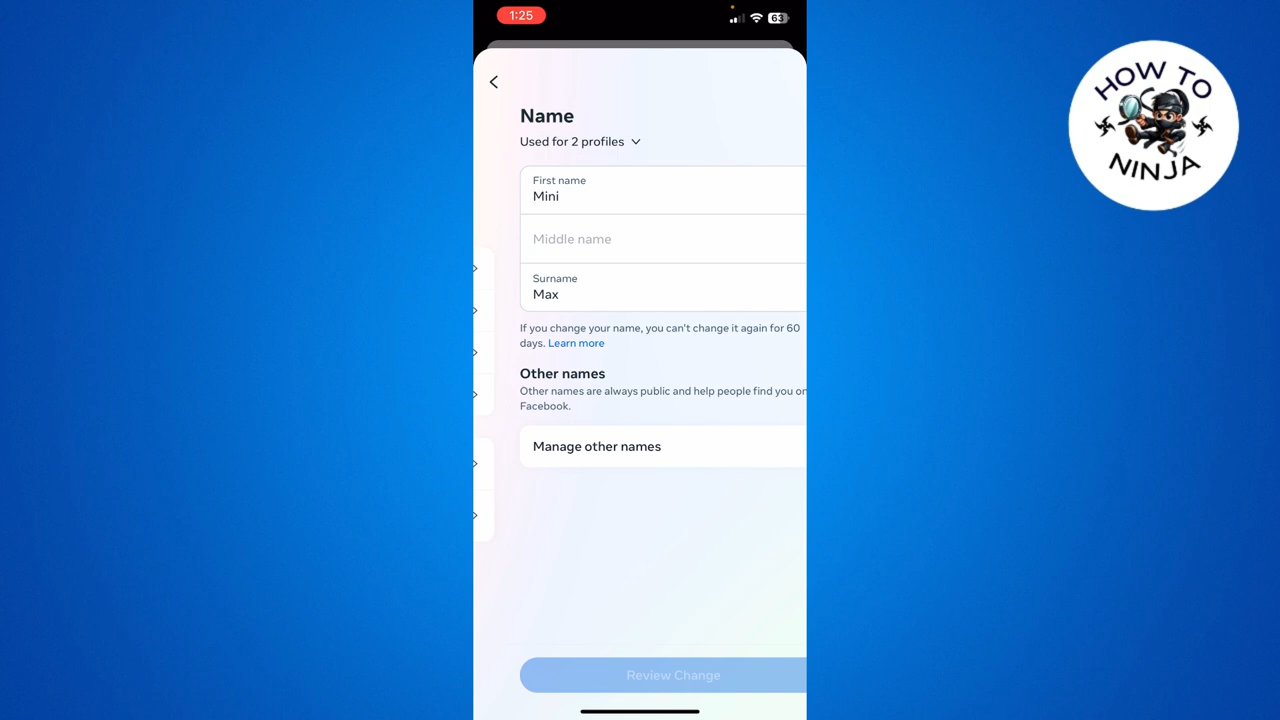 1:25
63
Name
Used for 2 profiles
First name
Mini
Middle name
Surname
Max
If you change your name, you can't change it again for 60
days. Learn more
Other names
Other names are always public and help people find you on
Facebook.
Manage other names
Review Change
HOW TO
NINJA